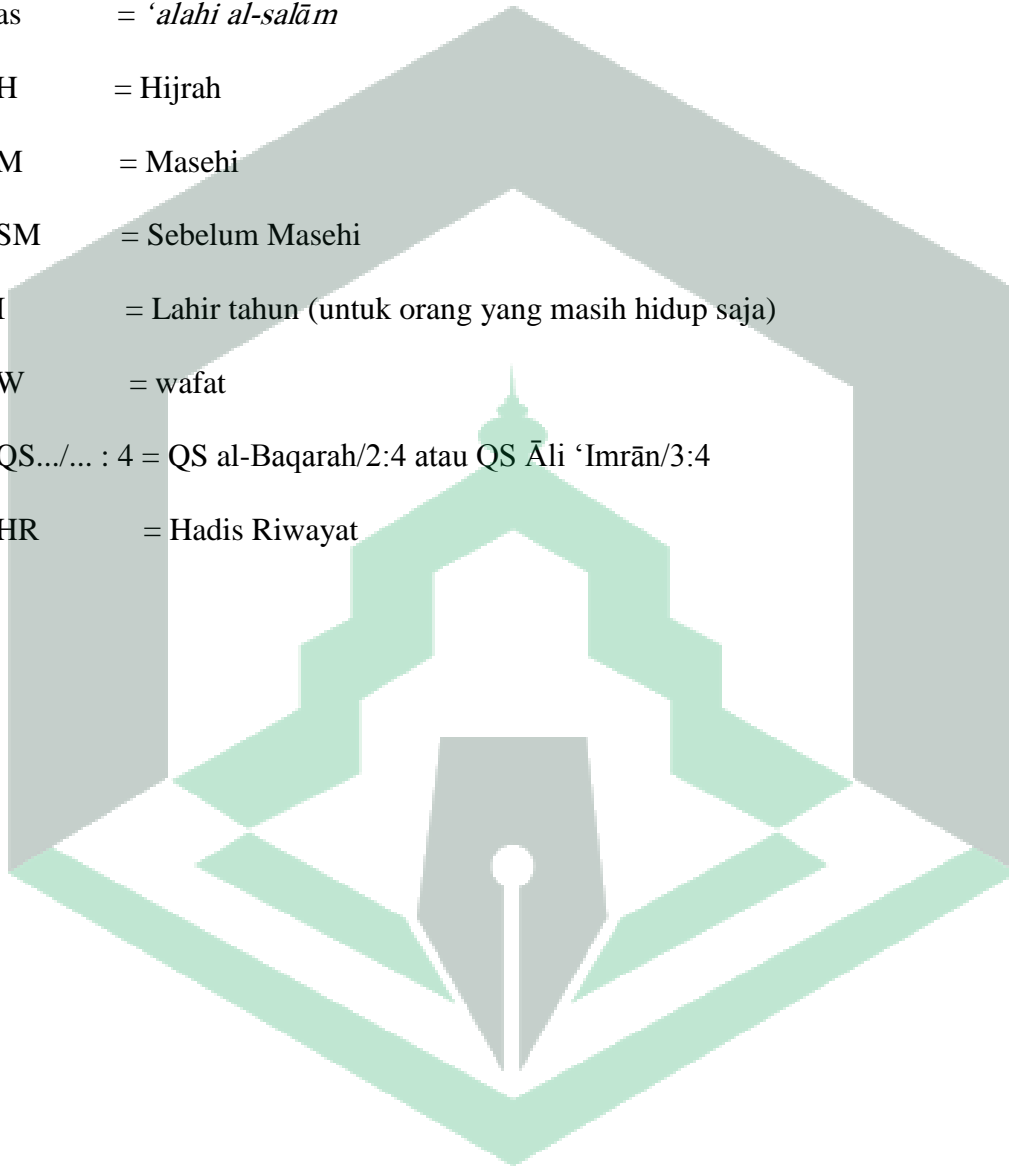 as = ‘alahi al-salām
H = Hijrah
M = Masehi
SM = Sebelum Masehi
l = Lahir tahun (untuk orang yang masih hidup saja)
W = wafat
QS.../... : 4 = QS al-Baqarah/2:4 atau QS Āli ‘Imrān/3:4
HR = Hadis Riwayat